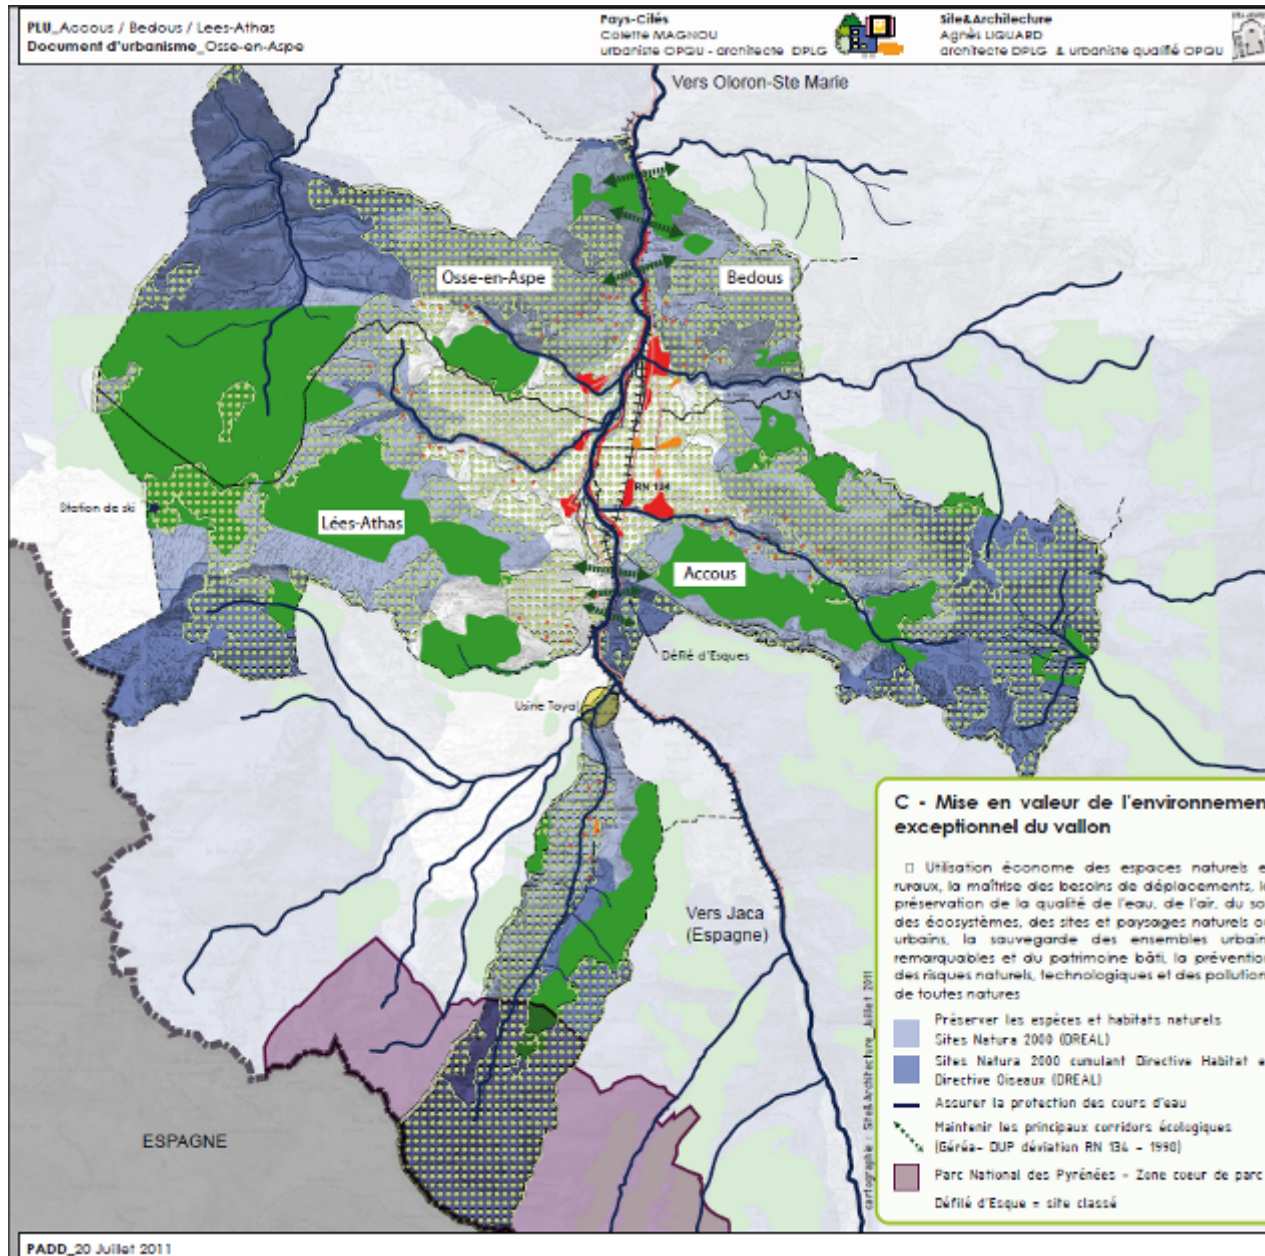 PLU_Accous / Bedous / Lees-Athas
Document d'urbanisme_Osse-en-Aspe
Pays-Cités
Colette MAGNOU
urbaniste OPQU - architecte DPLG
Site&Architecture
Agnès LIGUARD
architecte DPLG & urbaniste qualifié OPQU
Vers Oloron-Ste Marie
Osse-en-Aspe
Bedous
RN 134
Station de ski
Lées-Athas
Accous
Défilé d'Esques
Usine Toyal
Vers Jaca
(Espagne)
ESPAGNE
C - Mise en valeur de l'environnemen
exceptionnel du vallon
□ Utilisation économe des espaces naturels e
ruraux, la maîtrise des besoins de déplacements, l
préservation de la qualité de l'eau, de l'air, du so
des écosystèmes, des sites et paysages naturels o
urbains, la sauvegarde des ensembles urbain
remarquables et du patrimoine bâti, la prévention
des risques naturels, technologiques et des pollution
de toutes natures
Préserver les espèces et habitats naturels
Sites Natura 2000 (DREAL)
Sites Natura 2000 cumulant Directive Habitat e
Directive Oiseaux (DREAL)
Assurer la protection des cours d'eau
Maintenir les principaux corridors écologiques
(Géréa- DUP déviation RN 134 - 1990)
Parc National des Pyrénées - Zone coeur de parc
Défilé d'Esque = site classé
cartographie : Site&Architecture_Juillet 2011
PADD_20 Juillet 2011